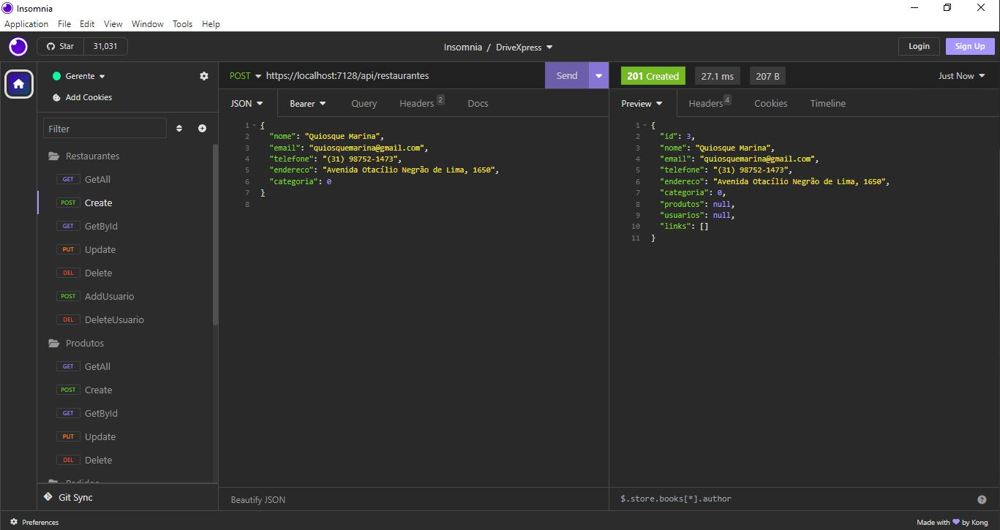 Insomnia
Application File Edit View Window Tools Help
Star 31,031
Insomnia / DriveXpress
Login Sign Up
Gerente
Add Cookies
Filter
Restaurantes
GET GetAll
POST Create
GET GetById
PUT Update
DEL Delete
POST AddUsuario
DEL DeleteUsuario
Produtos
GET GetAll
POST Create
GET GetById
PUT Update
DEL Delete
Pedidos
Git Sync
POST https://localhost:7128/api/restaurantes Send
JSON Bearer Query Headers 2 Docs
1 {
2 "nome": "Quiosque Marina",
3 "email": "quiosquemarina@gmail.com",
4 "telefone": "(31) 98752-1473",
5 "endereco": "Avenida Otacílio Negrão de Lima, 1650",
6 "categoria": 0
7 }
8
Beautify JSON
201 Created 27.1 ms 207 B Just Now
Preview Headers 4 Cookies Timeline
1 {
2 "id": 3,
3 "nome": "Quiosque Marina",
4 "email": "quiosquemarina@gmail.com",
5 "telefone": "(31) 98752-1473",
6 "endereco": "Avenida Otacílio Negrão de Lima, 1650",
7 "categoria": 0,
8 "produtos": null,
9 "usuarios": null,
10 "links": []
11 }
$.store.books[*].author
Preferences
Made with by Kong